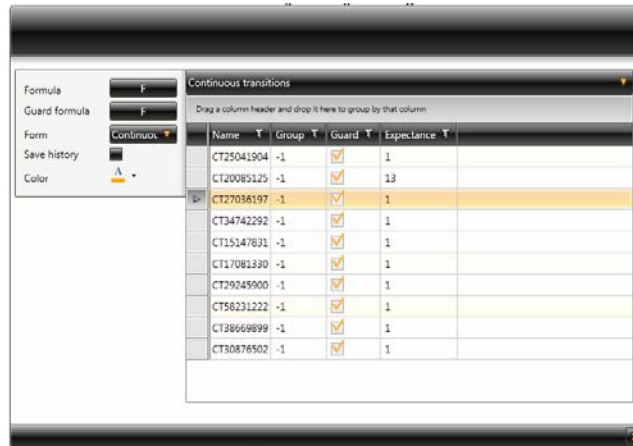 Formula F
Guard formula F
Form Continuou
Save history
Color A
Continuous transitions
Drag a column header and drop it here to group by that column
Name Group Guard Expectance
CT25041904 -1 1
CT20085125 -1 13
CT27036197 -1 1
CT34742292 -1 1
CT15147831 -1 1
CT17081330 -1 1
CT29245900 -1 1
CT58231222 -1 1
CT38669899 -1 1
CT30876502 -1 1